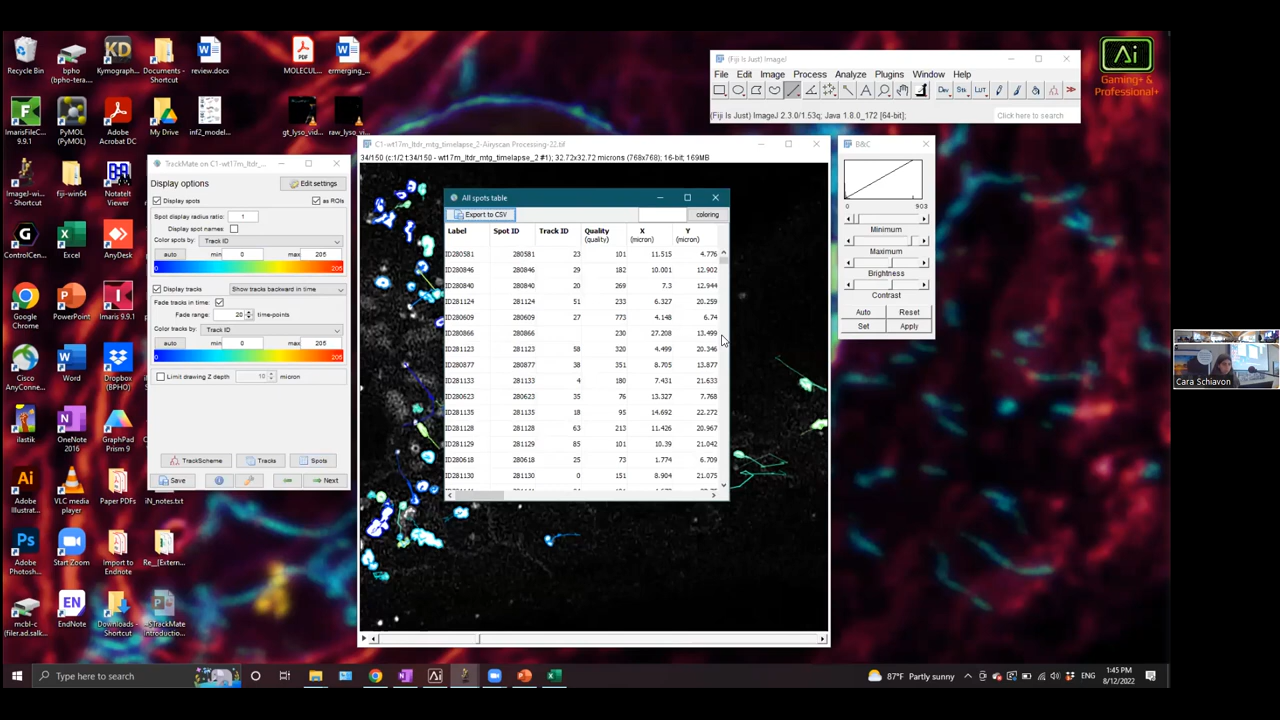 Recycle Bin
bpho (bpho-tera...
Kymograp...
Documents - Shortcut
review.docx
MOLECUL...
ermerging_...
ImarisFileC... 9.9.1
PyMOL
Adobe Acrobat DC
My Drive
inf2_model...
gt_lyso_vid...
raw_lyso_vi...
ImageJ-wi... - Shortcut
fiji-win64
NotateIt Viewer
ControlCen...
Excel
AnyDesk
Google Chrome
PowerPoint
Imaris 9.9.1
Cisco AnyConne...
Word
Dropbox (BPHO)
ilastik
OneNote 2016
GraphPad Prism 9
Adobe Illustrat...
VLC media player
Paper PDFs
iN_notes.txt
Adobe Photosh...
Start Zoom
Import to Endnote
Re__[Extern...
mcbl-c (filer.ad.salk...
EndNote
Downloads - Shortcut
Introductio...
Ai
Gaming+ & Professional+
(Fiji Is Just) ImageJ
File Edit Image Process Analyze Plugins Window Help
Dev Stk LUT
(Fiji Is Just) ImageJ 2.3.0/1.53q; Java 1.8.0_172 [64-bit];
Click here to search
TrackMate on C1-wt17m_ltdr_...
Display options
Edit settings
Display spots
as ROIs
Spot display radius ratio: 1
Display spot names:
Color spots by: Track ID
auto min 0 max 205
0 205
Display tracks Show tracks backward in time
Fade tracks in time:
Fade range: 20 time-points
Color tracks by: Track ID
auto min 0 max 205
0 205
Limit drawing Z depth 10 micron
TrackScheme Tracks Spots
Save Next
C1-wt17m_ltdr_mtg_timelapse_2-Airyscan Processing-22.tif
34/150 (c:1/2 t:34/150 - wt17m_ltdr_mtg_timelapse_2 #1); 32.72x32.72 microns (768x768); 16-bit; 169MB
All spots table
Export to CSV coloring
Label Spot ID Track ID Quality X Y
(quality) (micron) (micron)
ID280581 280581 23 101 11.515 4.776
ID280846 280846 29 182 10.001 12.902
ID280840 280840 20 269 7.3 12.944
ID281124 281124 51 233 6.327 20.259
ID280609 280609 27 773 4.148 6.74
ID280866 280866 230 27.208 13.499
ID281123 281123 58 320 4.499 20.346
ID280877 280877 38 351 8.705 13.877
ID281133 281133 4 180 7.431 21.633
ID280623 280623 35 76 13.327 7.768
ID281135 281135 18 95 14.692 22.272
ID281128 281128 63 213 11.426 20.967
ID281129 281129 85 101 10.39 21.042
ID280618 280618 25 73 1.774 6.709
ID281130 281130 0 151 8.904 21.075
B&C
0 903
Minimum
Maximum
Brightness
Contrast
Auto Reset
Set Apply
Cara Schiavon
Type here to search
87°F Partly sunny
ENG
1:45 PM
8/12/2022